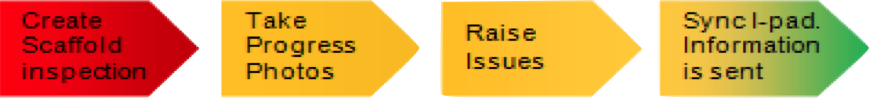 Create
Scaffold
inspection
Take
Progress
Photos
Raise
Issues
Sync I-pad.
Information
is sent